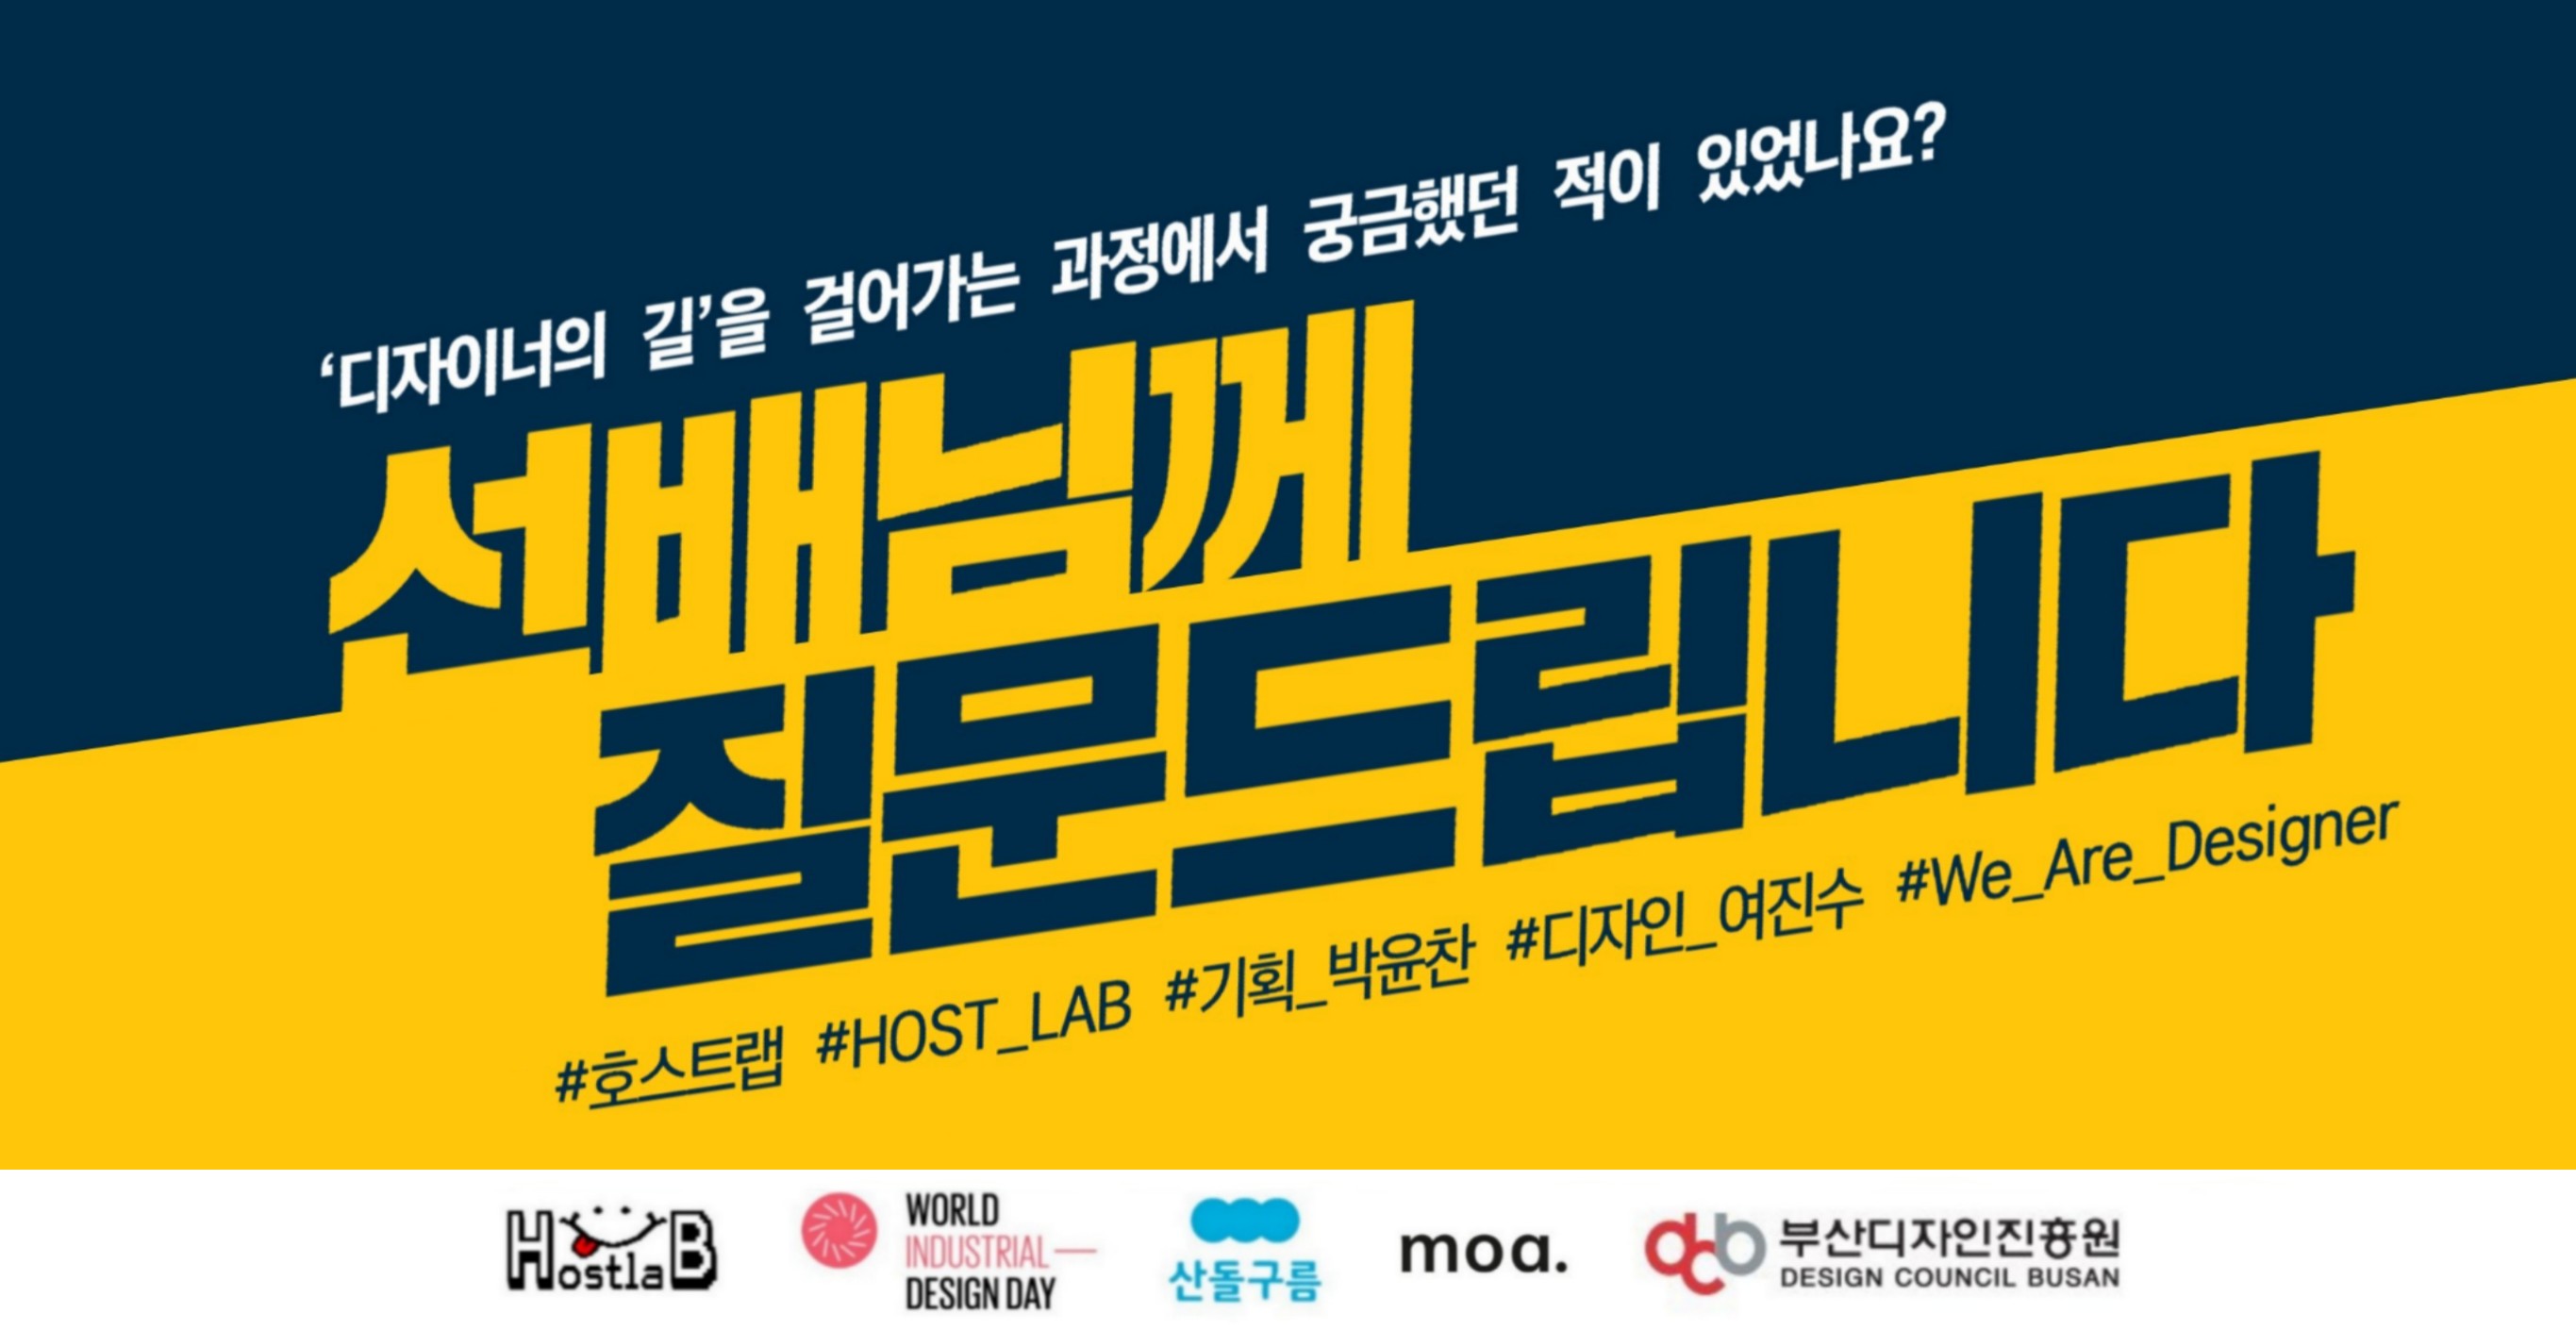 ‘디자이너의 길’을 걸어가는 과정에서 궁금했던 적이 있었나요?
선배님께
질문드립니다
#호스트랩 #HOST_LAB #기획_박윤찬 #디자인_여진수 #We_Are_Designer
HostlaB
WORLD
INDUSTRIAL
DESIGN DAY
산돌구름
moa.
dcb
부산디자인진흥원
DESIGN COUNCIL BUSAN